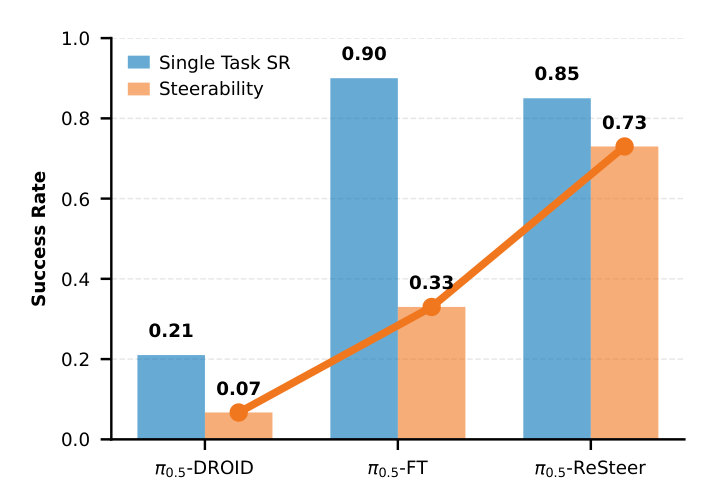 Single Task SR
Steerability
Success Rate
1.0
0.8
0.6
0.4
0.2
0.0
0.21
0.07
0.90
0.33
0.85
0.73
π0.5-DROID
π0.5-FT
π0.5-ReSteer